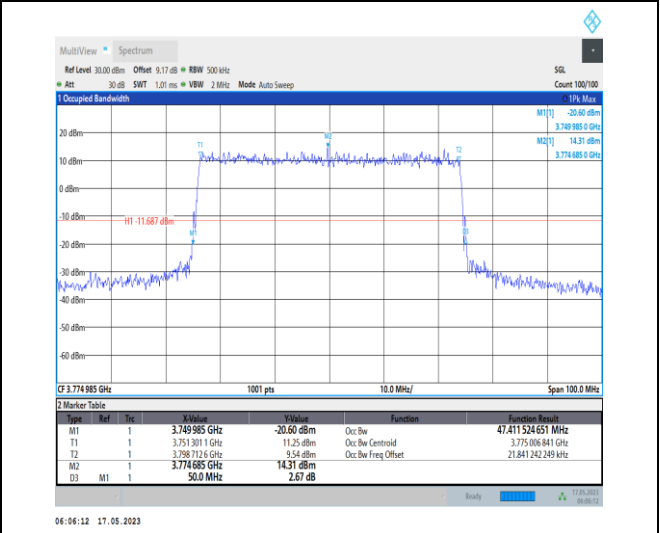 MultiView Spectrum
Ref Level 30.00 dBm Offset 9.17 dB RBW 500 kHz SGL
Att 30 dB SWT 1.01 ms VBW 2 MHz Mode Auto Sweep Count 100/100
1 Occupied Bandwidth 1Pk Max
M1[1] -20.60 dBm
3.749 985 0 GHz
M2[1] 14.31 dBm
3.774 685 0 GHz
20 dBm
T1
M2
T2
10 dBm
0 dBm
-10 dBm
H1 -11.687 dBm
M1
D3
-20 dBm
-30 dBm
-40 dBm
-50 dBm
-60 dBm
CF 3.774 985 GHz 1001 pts 10.0 MHz/ Span 100.0 MHz
2 Marker Table
Type Ref Trc X-Value Y-Value Function Function Result
M1 1 3.749 985 GHz -20.60 dBm Occ Bw 47.411 524 651 MHz
T1 1 3.751 301 1 GHz 11.25 dBm Occ Bw Centroid 3.775 006 841 GHz
T2 1 3.798 712 6 GHz 9.54 dBm Occ Bw Freq Offset 21.841 242 249 kHz
M2 1 3.774 685 GHz 14.31 dBm
D3 M1 1 50.0 MHz 2.67 dB
Ready 17.05.2023
06:06:12
06:06:12 17.05.2023